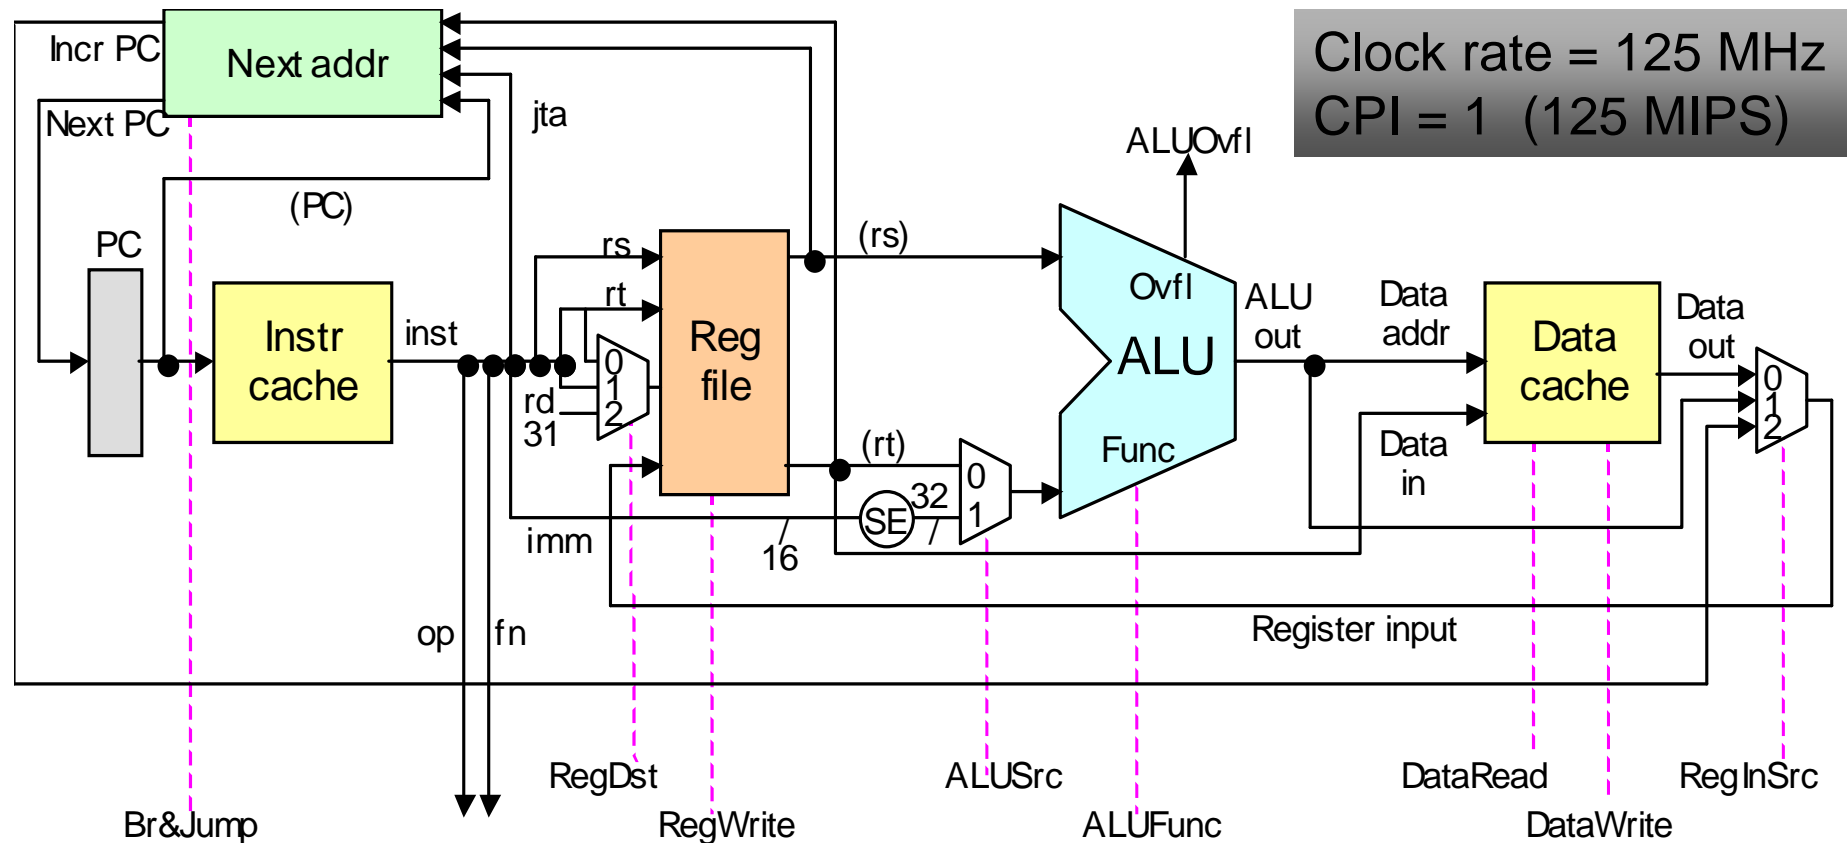 Clock rate = 125 MHz
CPI = 1 (125 MIPS)
Incr PC
Next addr
Next PC
jta
(PC)
ALUOvfl
PC
rs
(rs)
Ovfl
rt
Instr
cache
inst
0
1
2
rd
31
Reg
file
ALU
ALU
out
Data
addr
Data
cache
Data
out
0
1
2
Func
(rt)
0
1
Data
in
32
SE
imm
16
op
fn
Register input
RegDst
ALUSrc
DataRead
RegInSrc
Br&Jump
RegWrite
ALUFunc
DataWrite